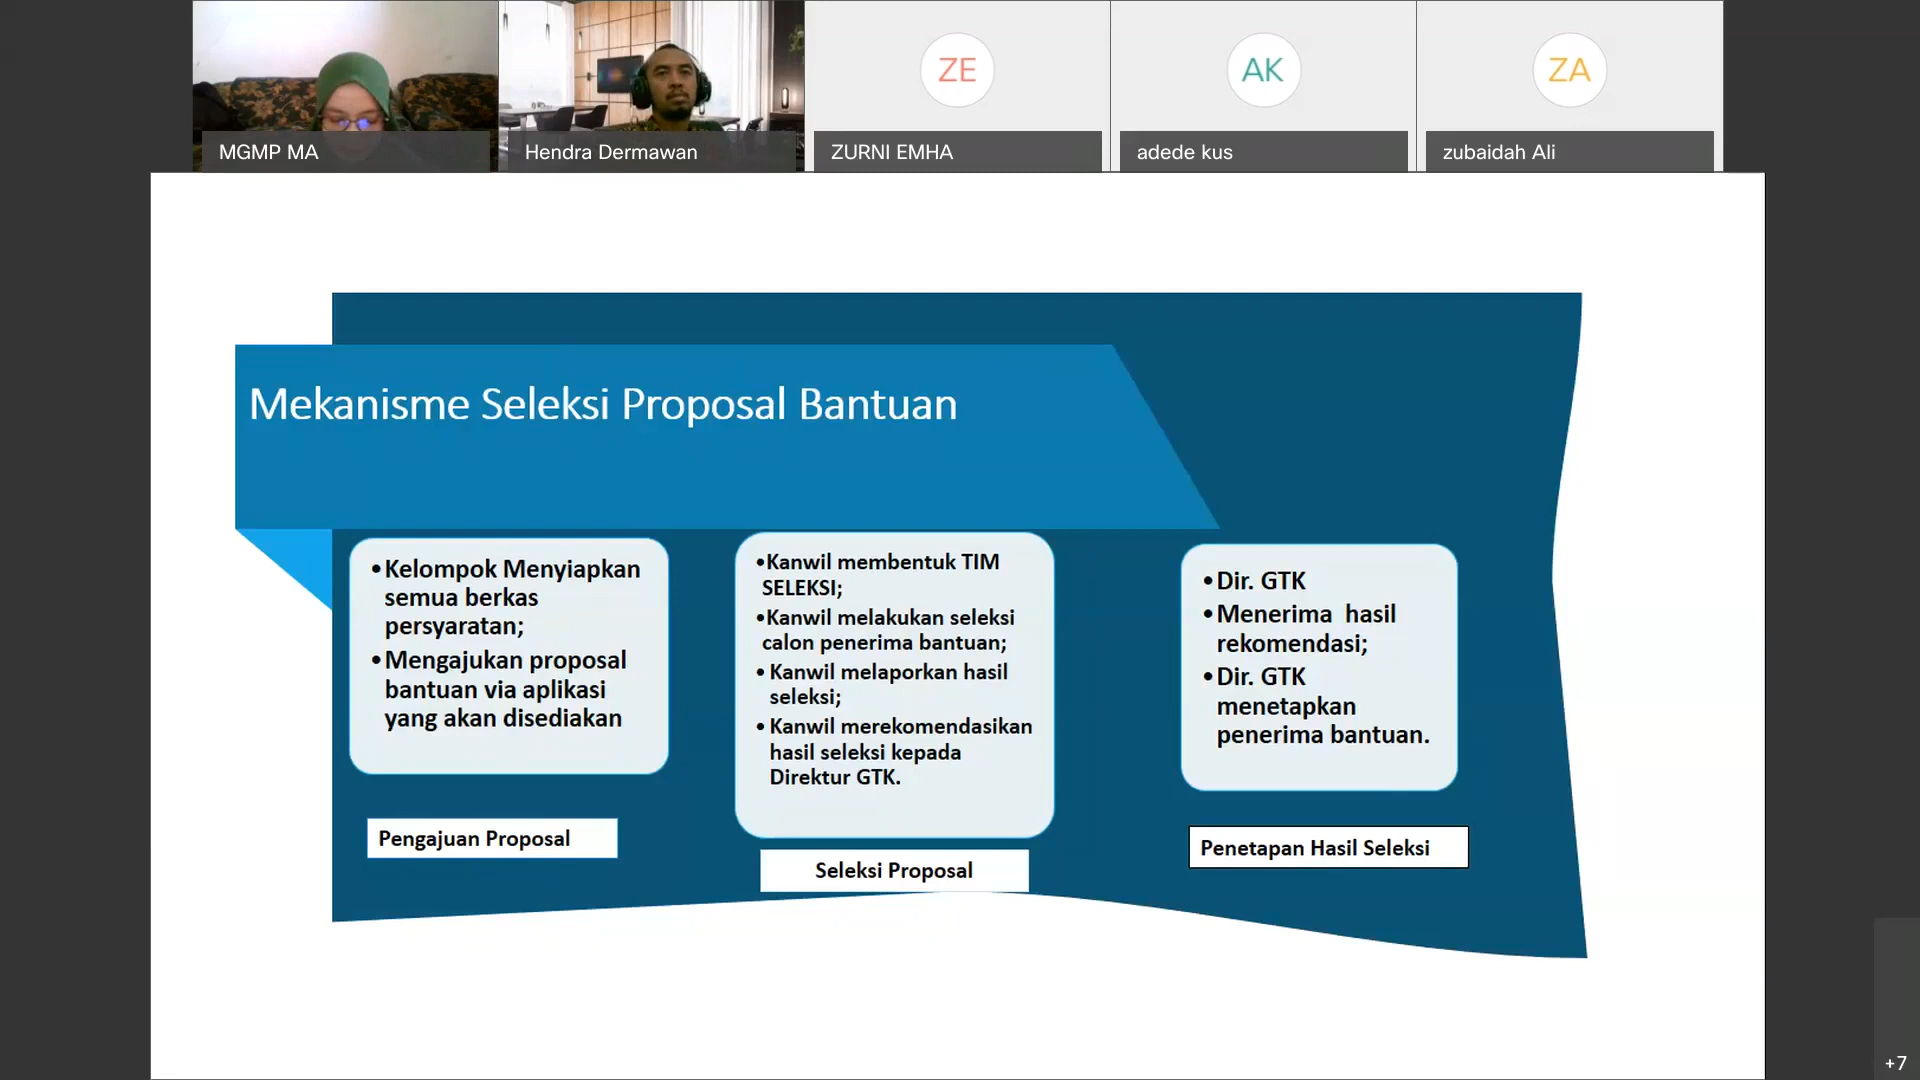 ZE
AK
ZA
MGMP MA
Hendra Dermawan
ZURNI EMHA
adede kus
zubaidah Ali
Mekanisme Seleksi Proposal Bantuan
•Kelompok Menyiapkan
semua berkas
persyaratan;
•Mengajukan proposal
bantuan via aplikasi
yang akan disediakan
Pengajuan Proposal
•Kanwil membentuk TIM
SELEKSI;
•Kanwil melakukan seleksi
calon penerima bantuan;
• Kanwil melaporkan hasil
seleksi;
• Kanwil merekomendasikan
hasil seleksi kepada
Direktur GTK.
Seleksi Proposal
•Dir. GTK
•Menerima hasil
rekomendasi;
•Dir. GTK
menetapkan
penerima bantuan.
Penetapan Hasil Seleksi
+7